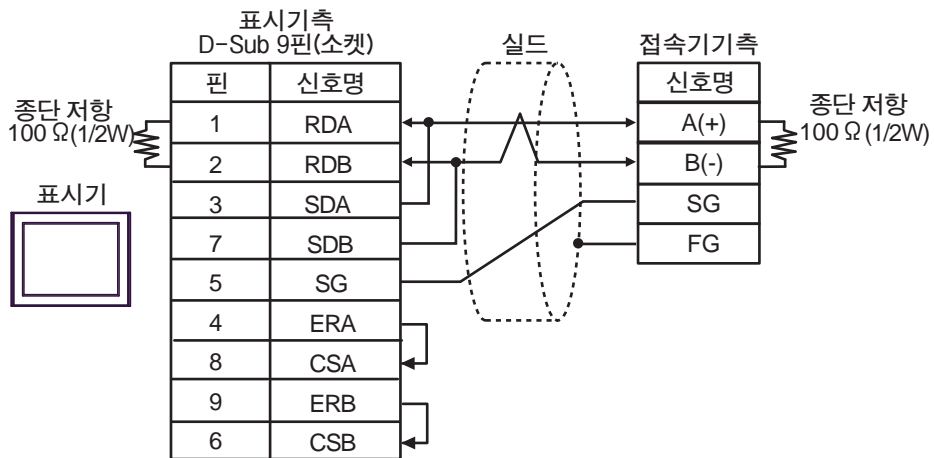 표시기측
D-Sub 9핀(소켓)
실드
접속기기측
핀 신호명
신호명
종단 저항
100 Ω(1/2W)
종단 저항
100 Ω(1/2W)
1 RDA
A(+)
2 RDB
B(-)
표시기
3 SDA
SG
7 SDB
FG
5 SG
4 ERA
8 CSA
9 ERB
6 CSB